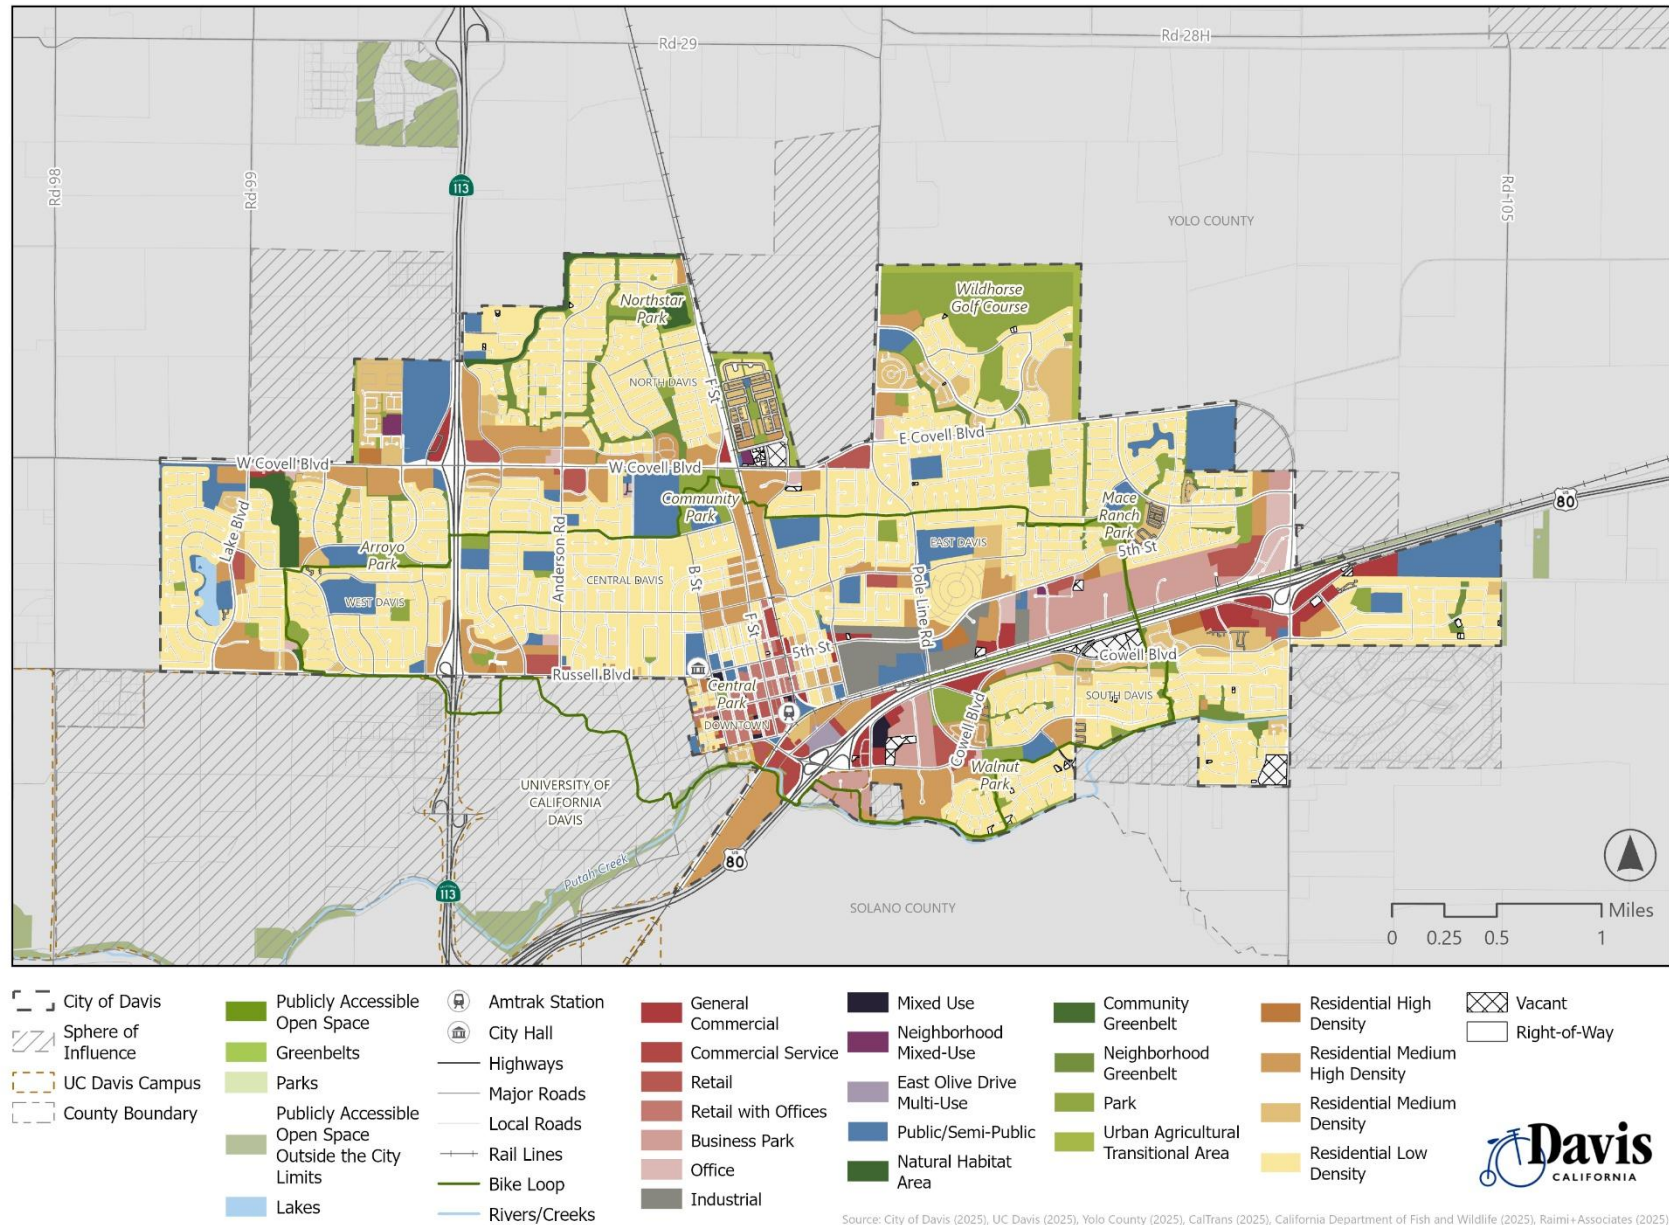 Rd 29
Rd 28H
113
Rd 98
Rd 99
Rd 105
YOLO COUNTY
Wildhorse
Golf Course
Northstar
Park
NORTH DAVIS
F St
E Covell Blvd
W Covell Blvd
W Covell Blvd
Community
Park
Mace
Ranch
Park
US
80
Lake Blvd
Arroyo
Park
Anderson Rd
EAST DAVIS
5th St
CENTRAL DAVIS
B St
Pole Line Rd
WEST DAVIS
F St
5th St
Cowell Blvd
Russell Blvd
Central
Park
SOUTH DAVIS
DOWNTOWN
Cowell Blvd
Walnut
Park
UNIVERSITY OF
CALIFORNIA
DAVIS
US
80
Putah Creek
113
SOLANO COUNTY
Miles
0 0.25 0.5 1
City of Davis
Sphere of
Influence
UC Davis Campus
County Boundary
Publicly Accessible
Open Space
Greenbelts
Parks
Publicly Accessible
Open Space
Outside the City
Limits
Lakes
Amtrak Station
City Hall
Highways
Major Roads
Local Roads
Rail Lines
Bike Loop
Rivers/Creeks
General
Commercial
Commercial Service
Retail
Retail with Offices
Business Park
Office
Industrial
Mixed Use
Neighborhood
Mixed-Use
East Olive Drive
Multi-Use
Public/Semi-Public
Natural Habitat
Area
Community
Greenbelt
Neighborhood
Greenbelt
Park
Urban Agricultural
Transitional Area
Residential High
Density
Residential Medium
High Density
Residential Medium
Density
Residential Low
Density
Vacant
Right-of-Way
Davis
CALIFORNIA
Source: City of Davis (2025), UC Davis (2025), Yolo County (2025), CalTrans (2025), California Department of Fish and Wildlife (2025), Raimi+Associates (2025)